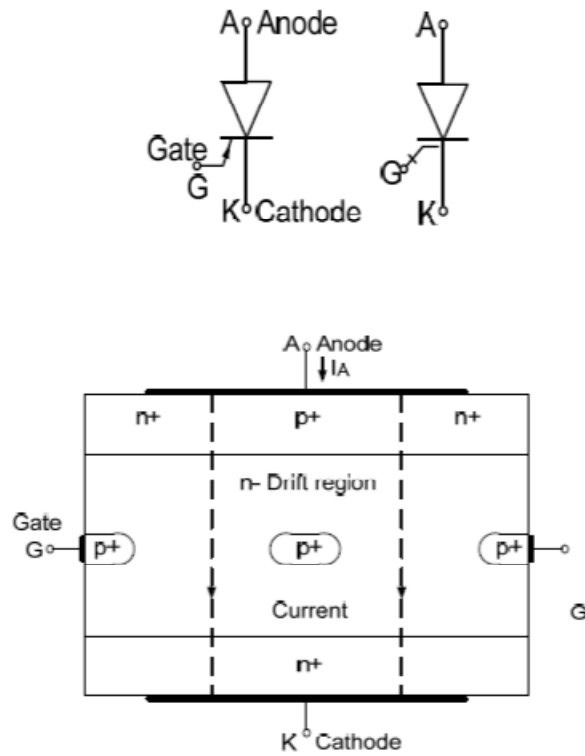 A Anode
A
Gate
G
G
K Cathode
K
A Anode
IA
n+ p+ n+
n- Drift region
Gate
G p+ p+ p+
Current
G
n+
K Cathode